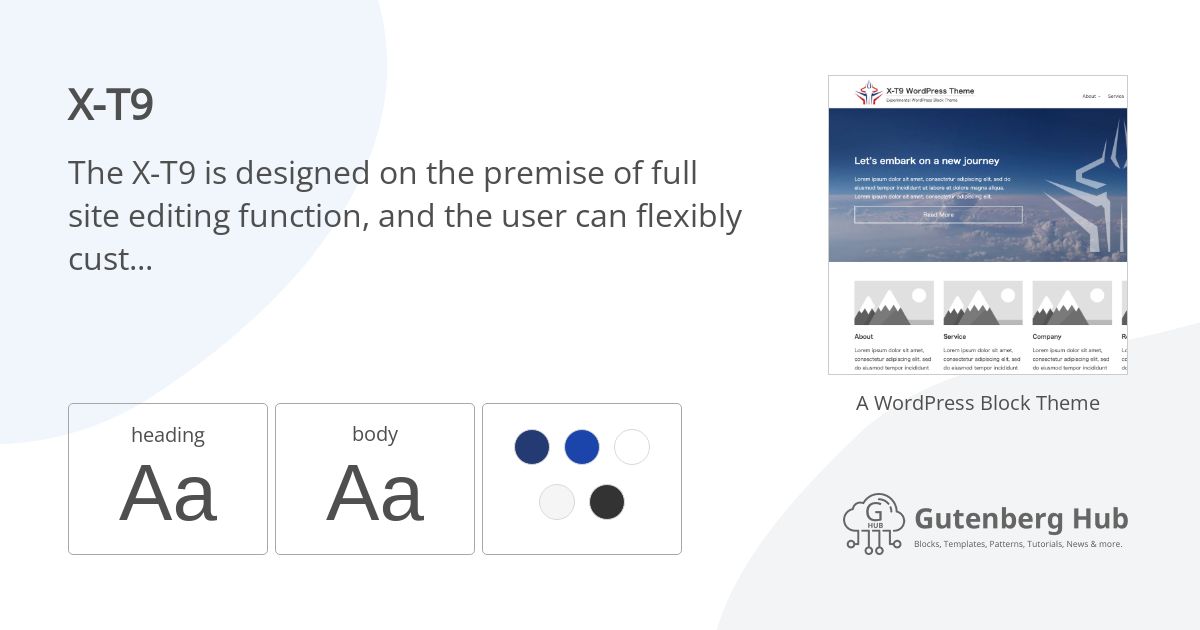 X-T9
The X-T9 is designed on the premise of full
site editing function, and the user can flexibly
cust...
heading
Aa
body
Aa
X-T9 WordPress Theme
Experimental WordPress Block Theme
About
Service
Let's embark on a new journey
Lorem ipsum dolor sit amet, consectetur adipiscing elit, sed do
eiusmod tempor incididunt ut labore et dolore magna aliqua.
Lorem ipsum dolor sit amet, consectetur adipiscing elit.
Read More
About
Lorem ipsum dolor sit amet,
consectetur adipiscing elit, sed
do eiusmod tempor incididunt
Service
Lorem ipsum dolor sit amet,
consectetur adipiscing elit, sed
do eiusmod tempor incididunt
Company
Lorem ipsum dolor sit amet,
consectetur adipiscing elit, sed
do eiusmod tempor incididunt
A WordPress Block Theme
G
HUB
Gutenberg Hub
Blocks, Templates, Patterns, Tutorials, News & more.